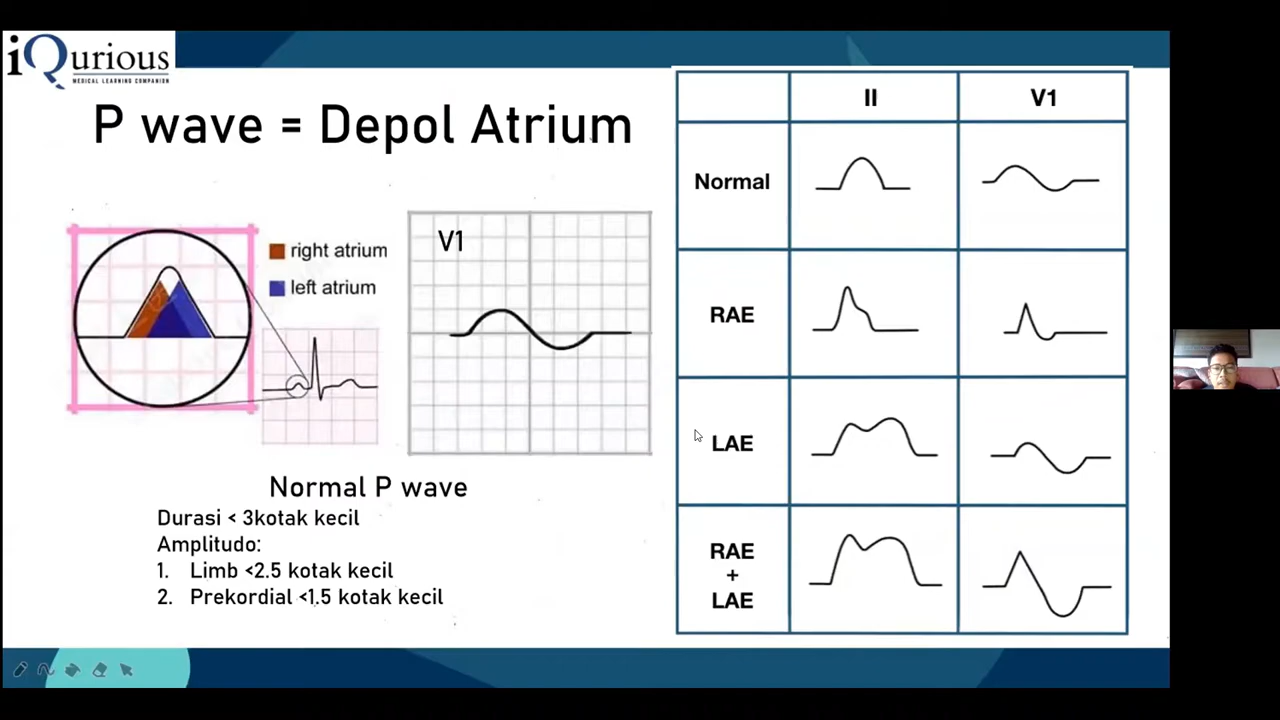 iQurious
MEDICAL LEARNING COMPANION
P wave = Depol Atrium
right atrium
left atrium
V1
Normal P wave
Durasi < 3kotak kecil
Amplitudo:
1. Limb <2.5 kotak kecil
2. Prekordial <1.5 kotak kecil
II V1
Normal
RAE
LAE
RAE
+
LAE